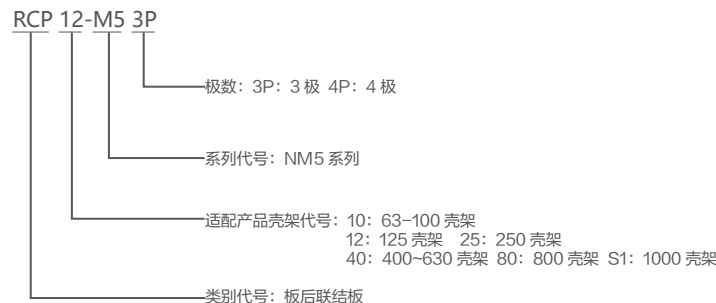 RCP 12-M5 3P
极数：3P：3 极 4P：4 极
系列代号：NM5 系列
适配产品壳架代号：10：63-100 壳架
12：125 壳架 25：250 壳架
40：400~630 壳架 80：800 壳架 S1：1000 壳架
类别代号：板后联结板